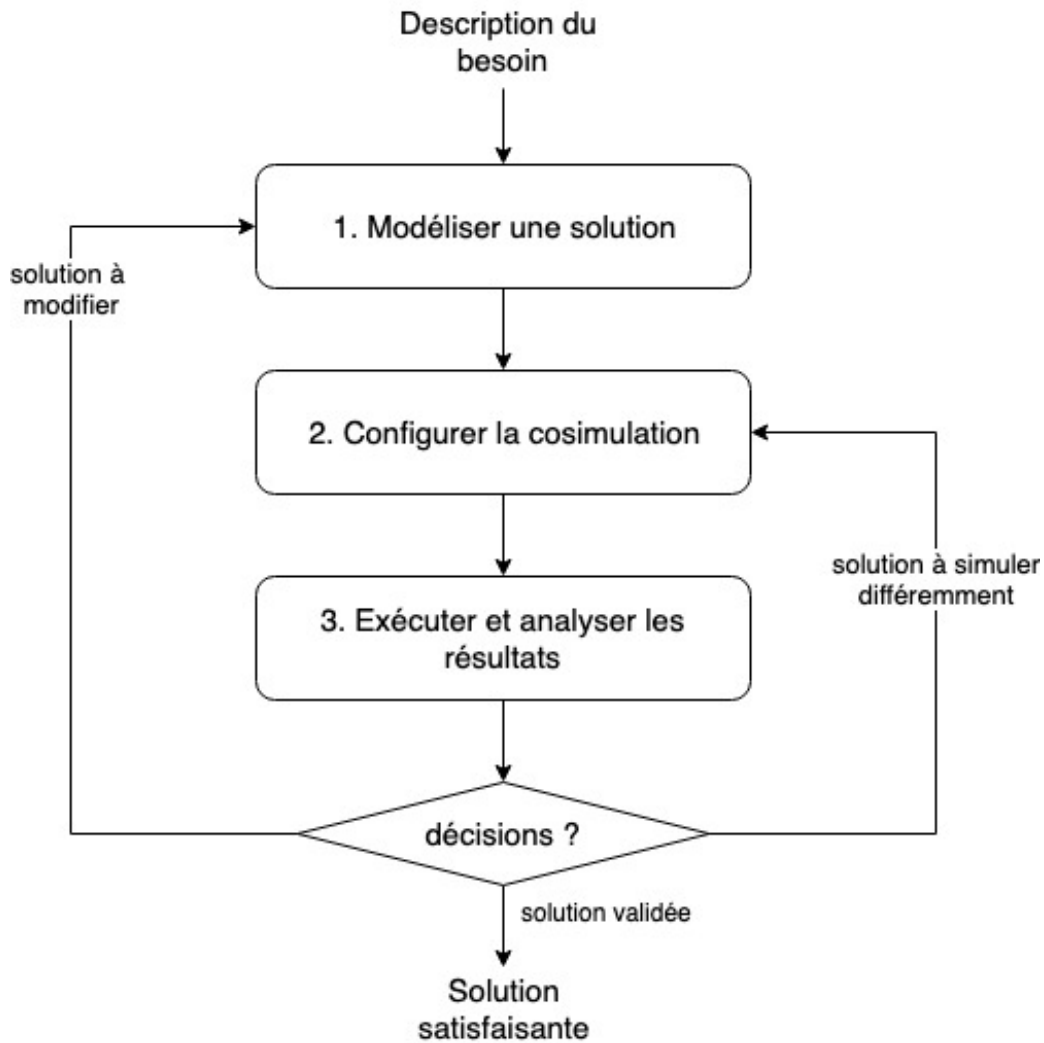 Description du
besoin
1. Modéliser une solution
solution à
modifier
2. Configurer la cosimulation
solution à simuler
différemment
3. Exécuter et analyser les
résultats
décisions ?
solution validée
Solution
satisfaisante